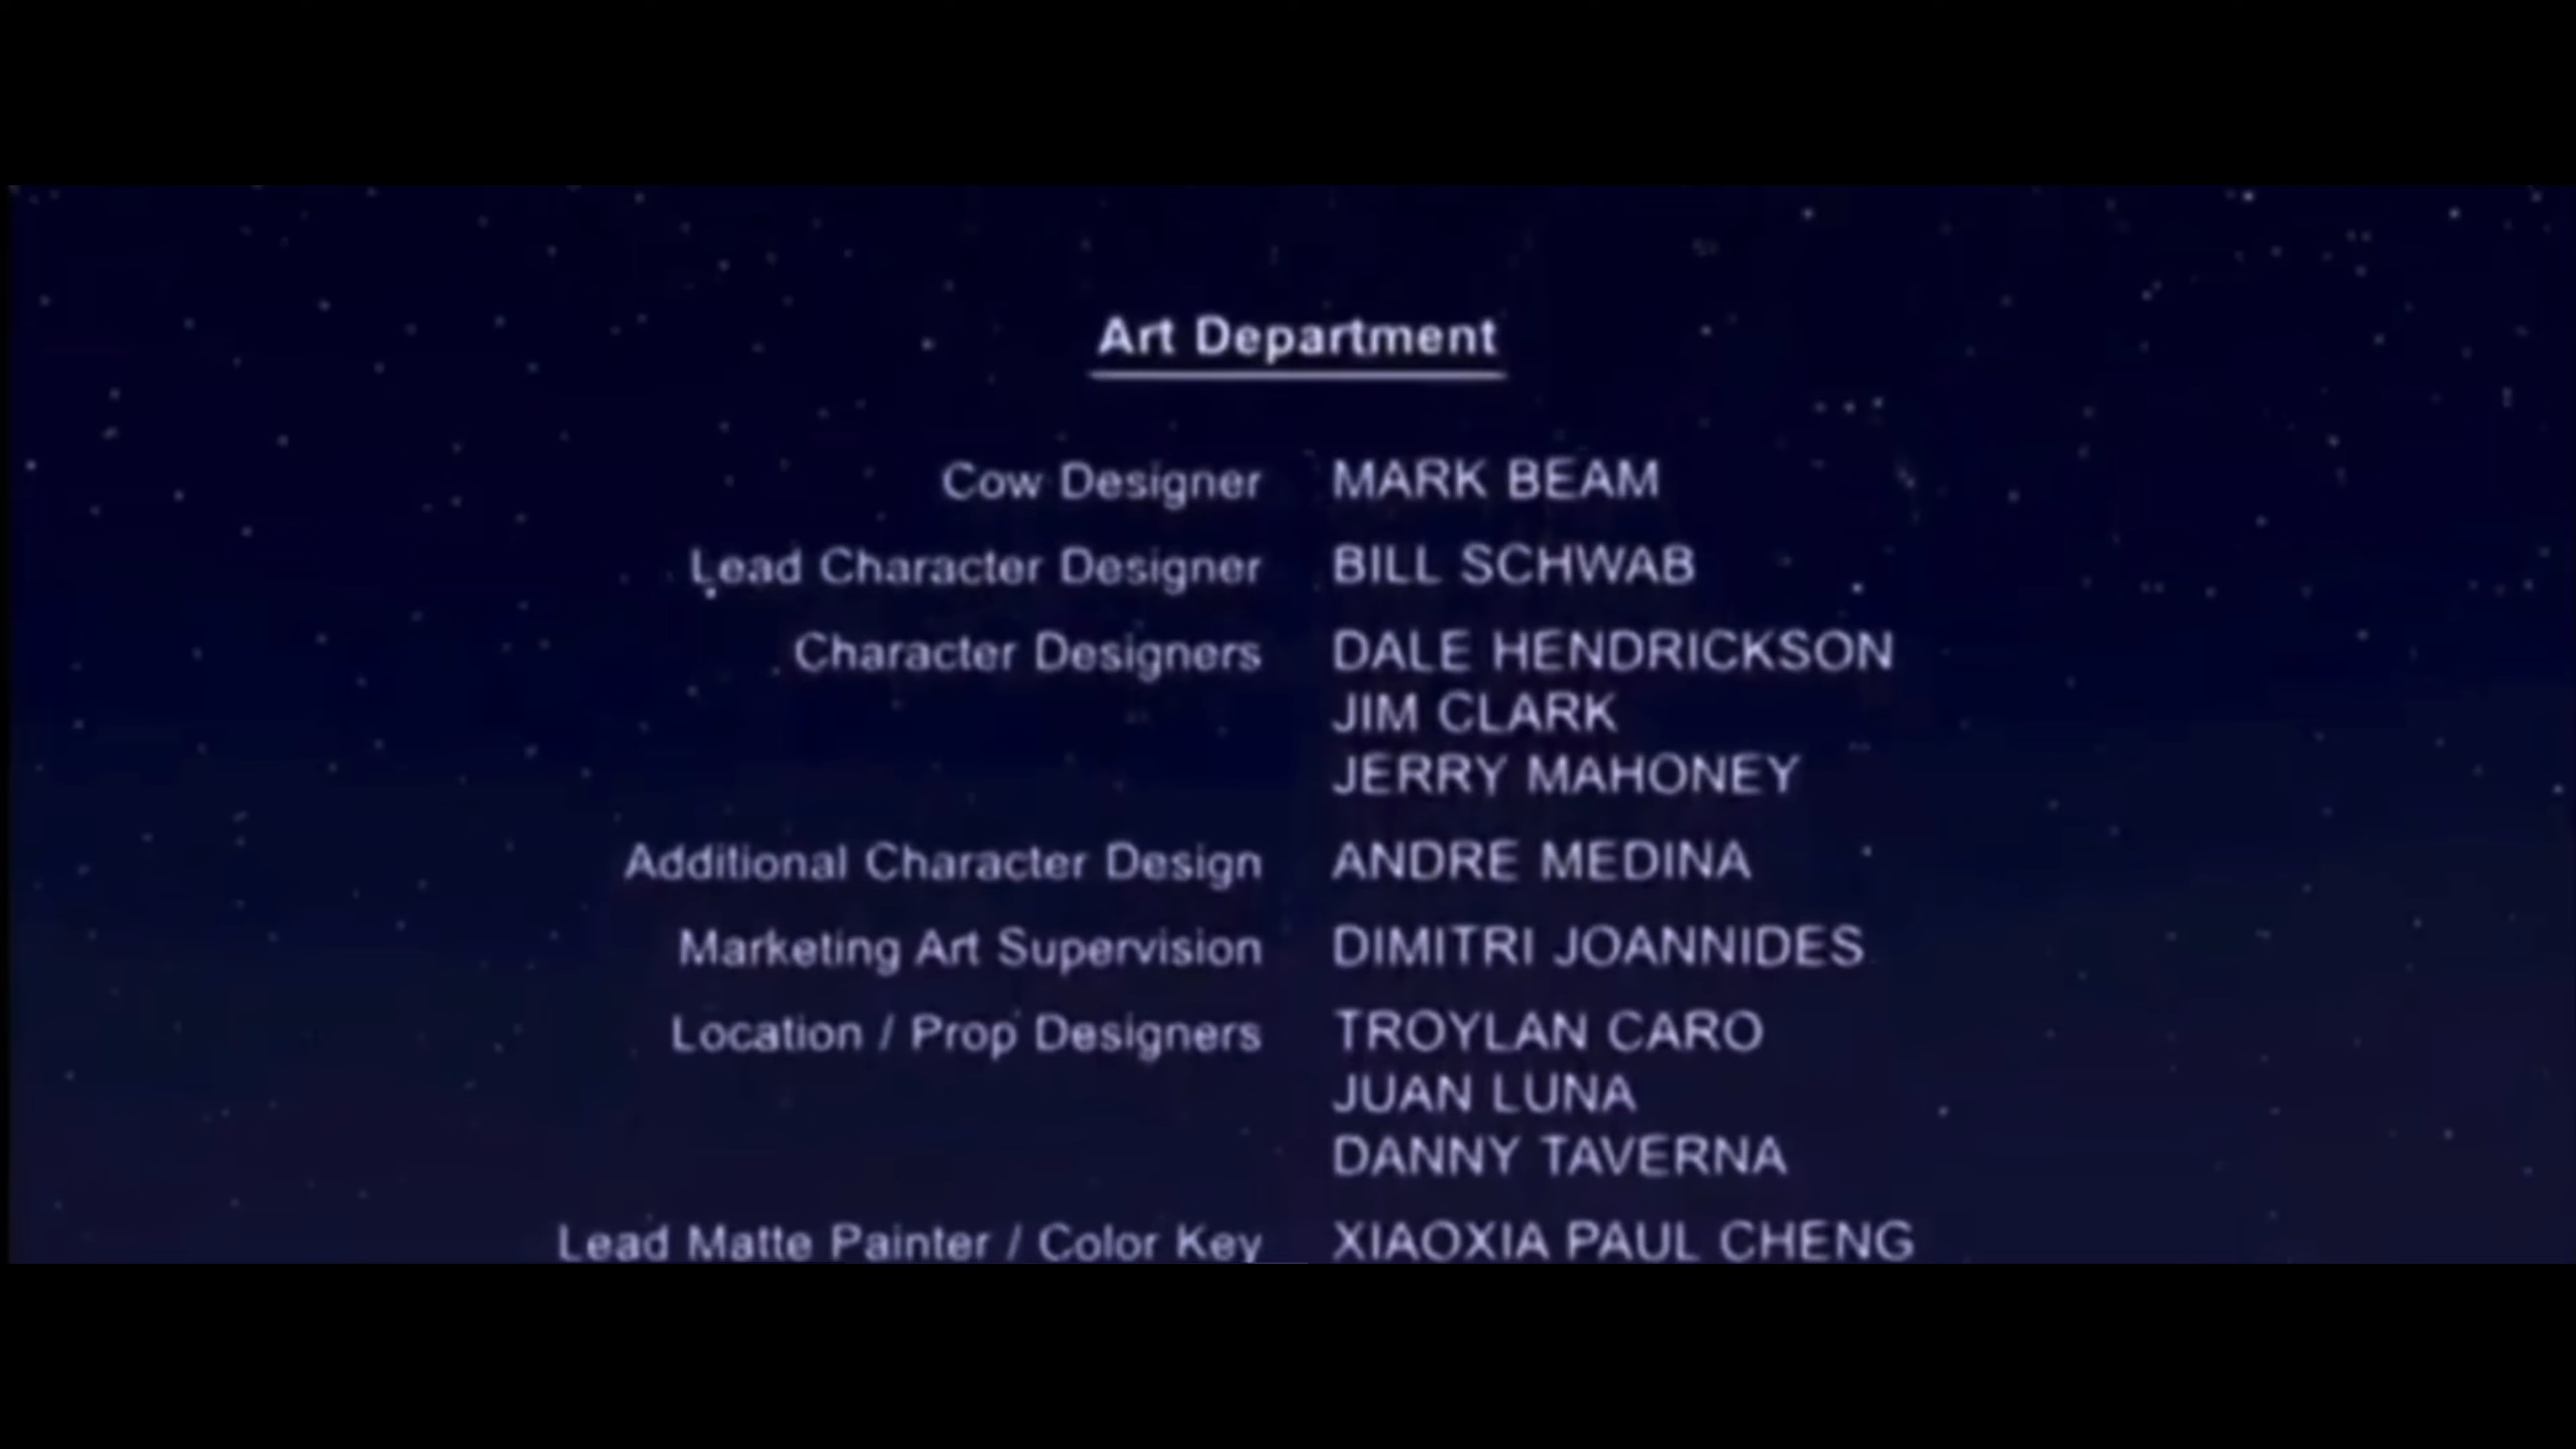 Art Department
Cow Designer MARK BEAM
Lead Character Designer BILL SCHWAB
Character Designers DALE HENDRICKSON
JIM CLARK
JERRY MAHONEY
Additional Character Design ANDRE MEDINA
Marketing Art Supervision DIMITRI JOANNIDES
Location / Prop Designers TROYLAN CARO
JUAN LUNA
DANNY TAVERNA
Lead Matte Painter / Color Key XIAOXIA PAUL CHENG